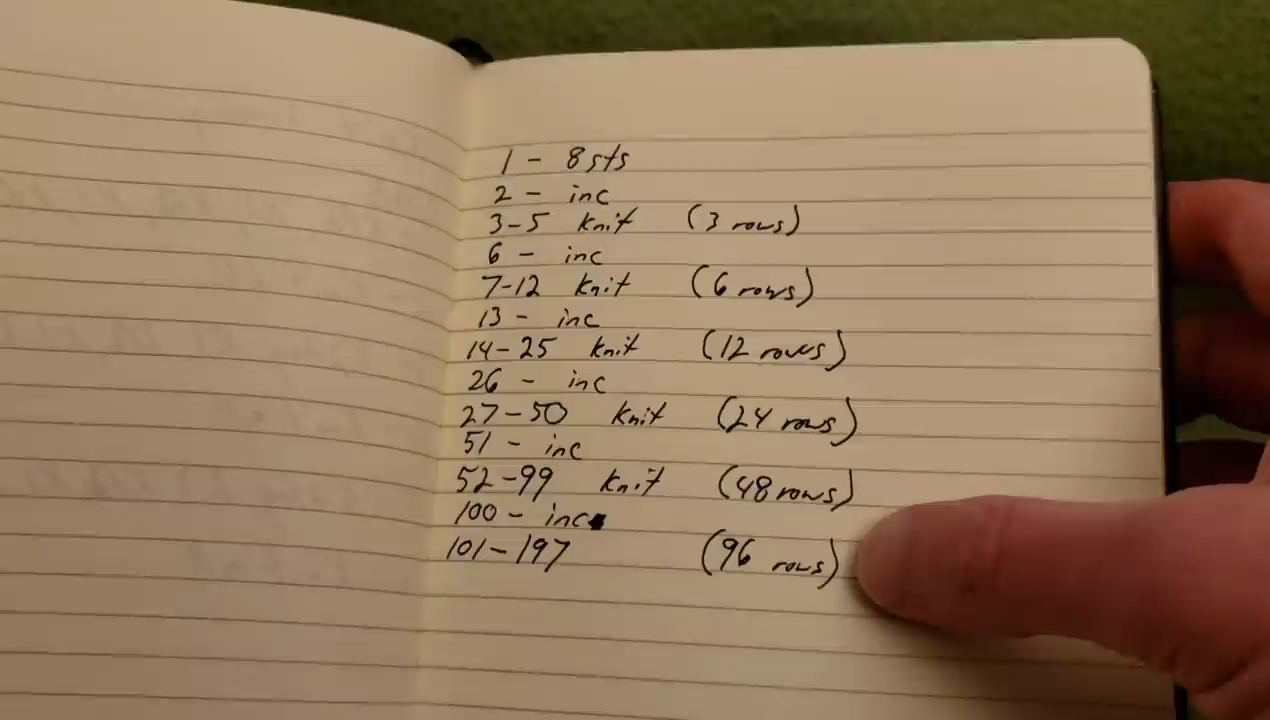 1 - 8 sts
2 - inc
3-5 knit (3 rows)
6 - inc
7-12 knit (6 rows)
13 - inc
14-25 knit (12 rows)
26 - inc
27-50 knit (24 rows)
51 - inc
52-99 knit (48 rows)
100 - inc
101-197 (96 rows)